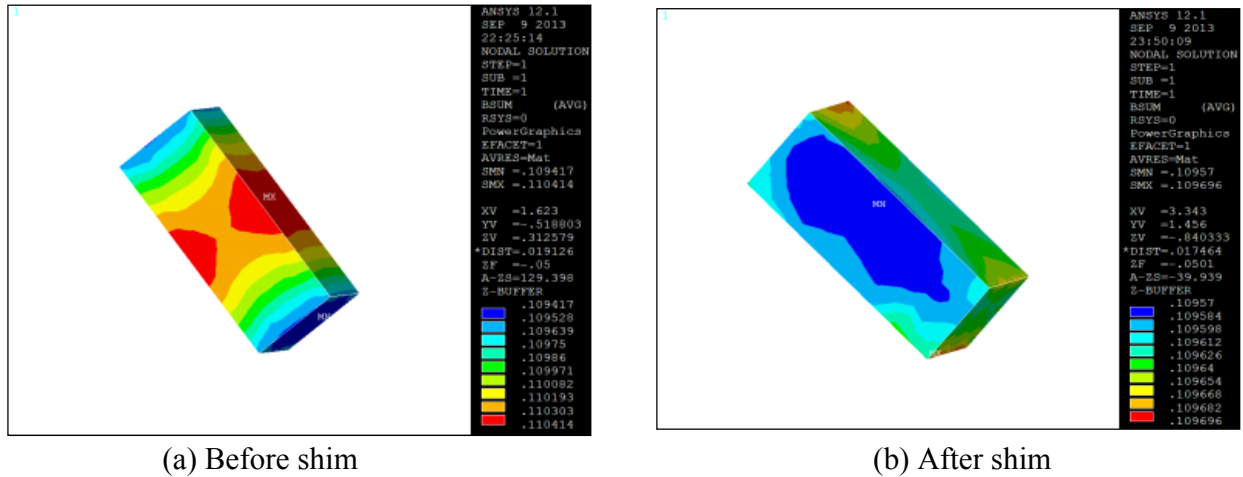 1
ANSYS 12.1
SEP 9 2013
22:25:14
NODAL SOLUTION
STEP=1
SUB =1
TIME=1
BSUM (AVG)
RSYS=0
PowerGraphics
EFACET=1
AVRES=Mat
SMN =.109417
SMX =.110414
XV =1.623
YV =-.518803
ZV =.312579
*DIST=.019126
ZF =-.05
A-ZS=129.398
Z-BUFFER
.109417
.109528
.109639
.10975
.10986
.109971
.110082
.110193
.110303
.110414
MX
MN
(a) Before shim
1
ANSYS 12.1
SEP 9 2013
23:50:09
NODAL SOLUTION
STEP=1
SUB =1
TIME=1
BSUM (AVG)
RSYS=0
PowerGraphics
EFACET=1
AVRES=Mat
SMN =.10957
SMX =.109696
XV =3.343
YV =1.456
ZV =-.840333
*DIST=.017464
ZF =-.0501
A-ZS=-39.939
Z-BUFFER
.10957
.109584
.109598
.109612
.109626
.10964
.109654
.109668
.109682
.109696
MN
MX
(b) After shim